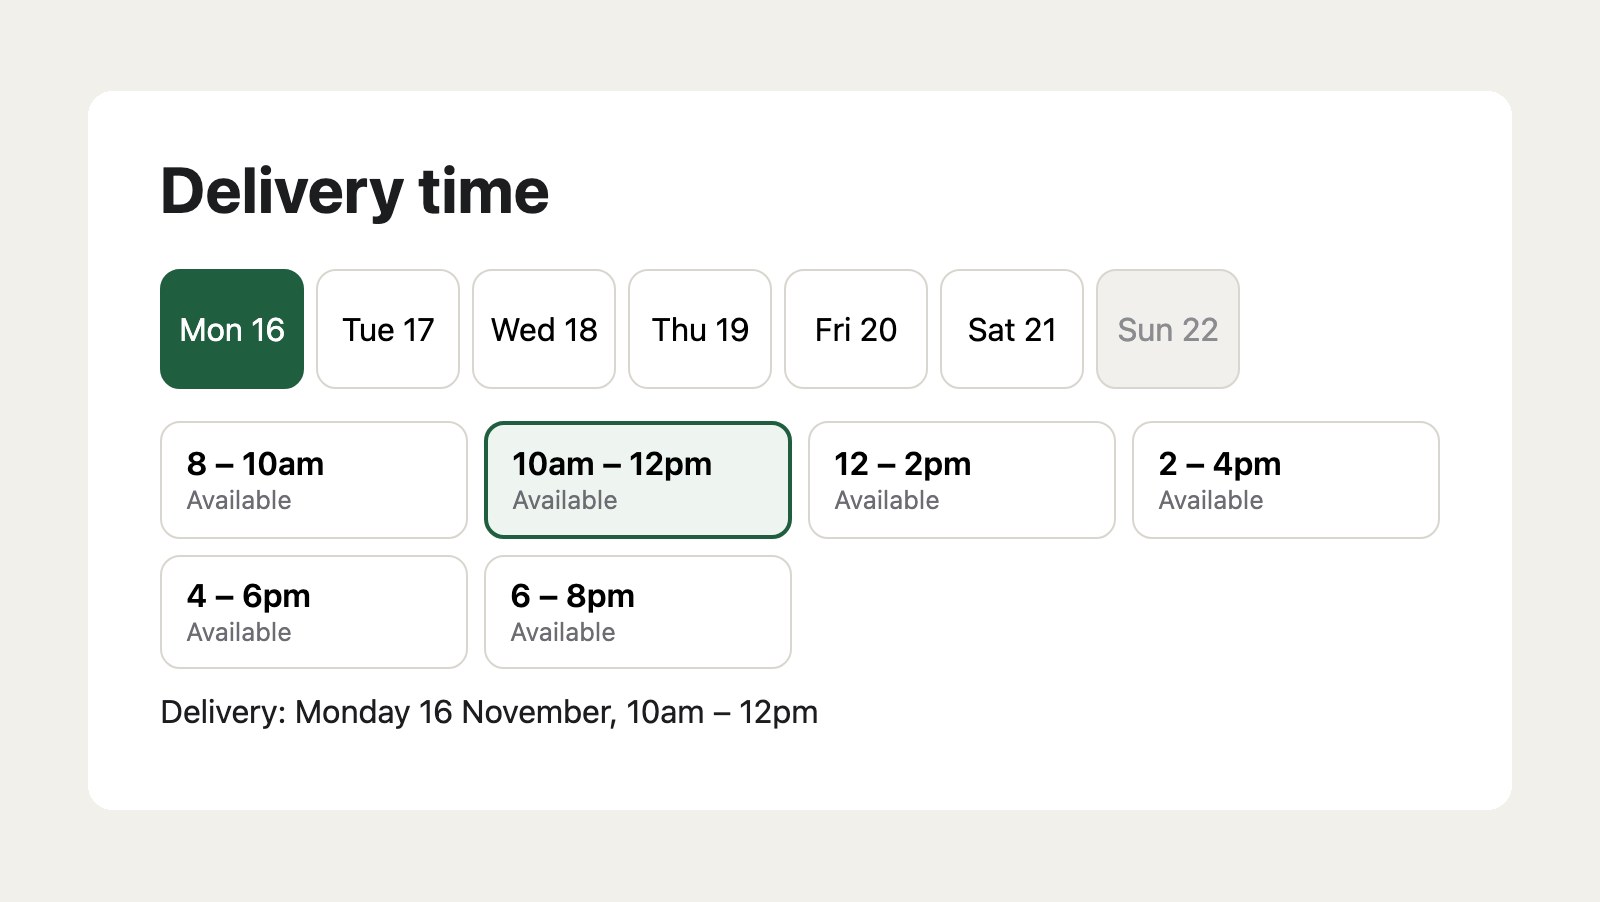 Delivery time
Mon 16
Tue 17
Wed 18
Thu 19
Fri 20
Sat 21
Sun 22
8 – 10am
Available
10am – 12pm
Available
12 – 2pm
Available
2 – 4pm
Available
4 – 6pm
Available
6 – 8pm
Available
Delivery: Monday 16 November, 10am – 12pm